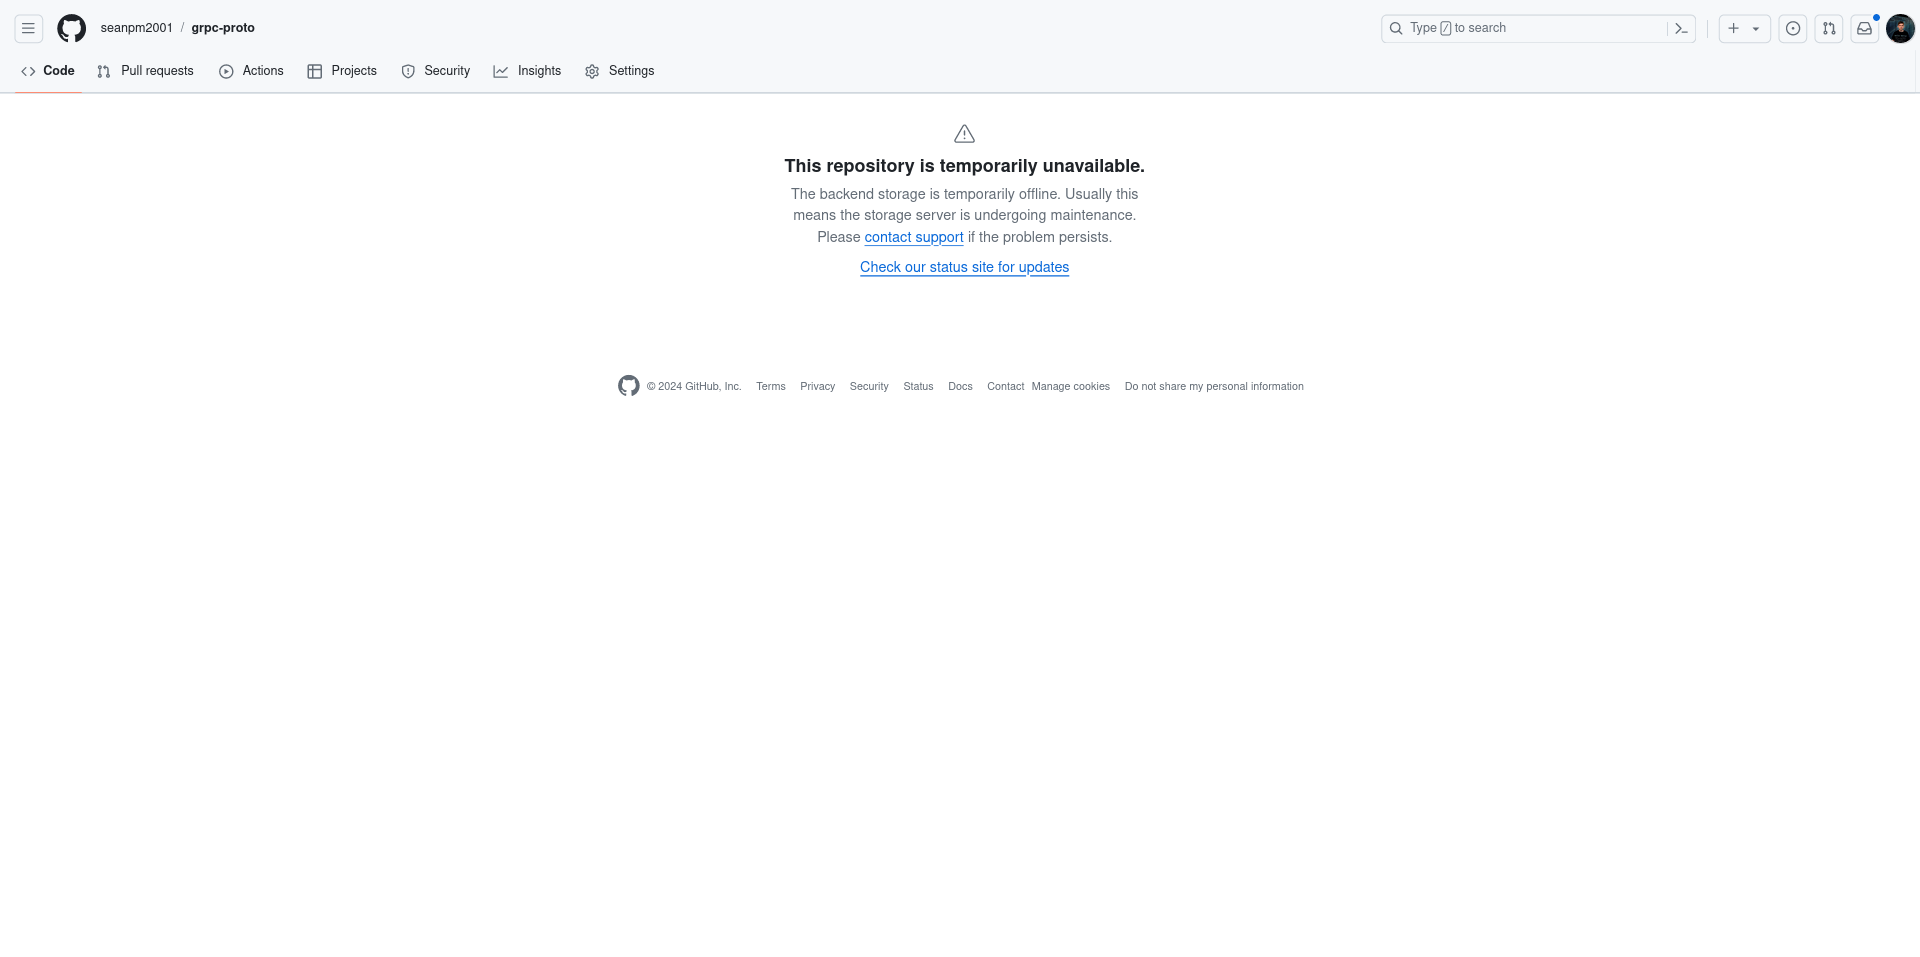 seanpm2001 / grpc-proto
Type / to search
Code Pull requests Actions Projects Security Insights Settings
This repository is temporarily unavailable.
The backend storage is temporarily offline. Usually this
means the storage server is undergoing maintenance.
Please contact support if the problem persists.
Check our status site for updates
© 2024 GitHub, Inc. Terms Privacy Security Status Docs Contact Manage cookies Do not share my personal information